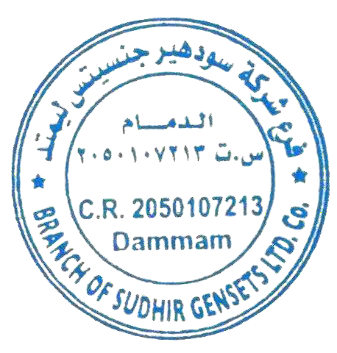 فرع شركة سودهير جنسيتس ليمتد
الدمام
س.ت ٢٠٥٠١٠٧٢١٣
C.R. 2050107213
Dammam
BRANCH OF SUDHIR GENSETS LTD. Co.